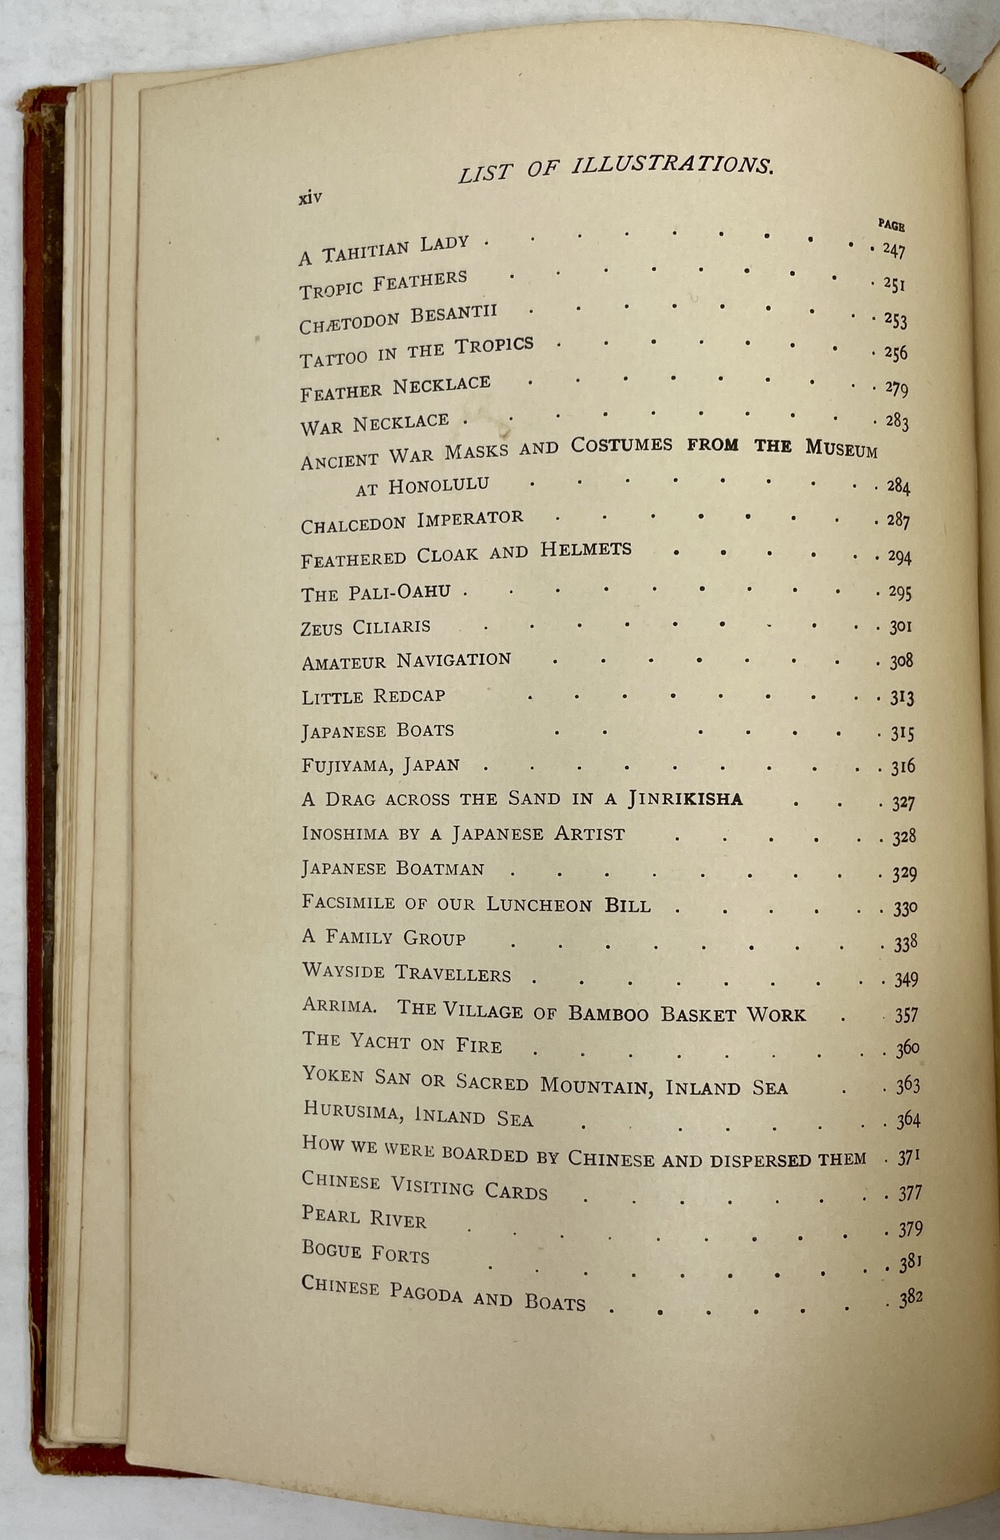 xiv
LIST OF ILLUSTRATIONS.
PAGE
A TAHITIAN LADY . . . . . . . . . . 247
TROPIC FEATHERS . . . . . . . . . 251
CHÆTODON BESANTII . . . . . . . . . 253
TATTOO IN THE TROPICS . . . . . . . . 256
FEATHER NECKLACE . . . . . . . . . 279
WAR NECKLACE . . . . . . . . . . 283
ANCIENT WAR MASKS AND COSTUMES FROM THE MUSEUM
AT HONOLULU . . . . . . . . . 284
CHALCEDON IMPERATOR . . . . . . . . 287
FEATHERED CLOAK AND HELMETS . . . . . . 294
THE PALI-OAHU . . . . . . . . . . 295
ZEUS CILIARIS . . . . . . . . . . 301
AMATEUR NAVIGATION . . . . . . . . 308
LITTLE REDCAP . . . . . . . . . 313
JAPANESE BOATS . . . . . . . 315
FUJIYAMA, JAPAN . . . . . . . . . . 316
A DRAG ACROSS THE SAND IN A JINRIKISHA . . . 327
INOSHIMA BY A JAPANESE ARTIST . . . . . . 328
JAPANESE BOATMAN . . . . . . . . . 329
FACSIMILE OF OUR LUNCHEON BILL . . . . . . 330
A FAMILY GROUP . . . . . . . . . 338
WAYSIDE TRAVELLERS . . . . . . . . . 349
ARRIMA. THE VILLAGE OF BAMBOO BASKET WORK . . 357
THE YACHT ON FIRE . . . . . . . . . 360
YOKEN SAN OR SACRED MOUNTAIN, INLAND SEA . . 363
HURUSIMA, INLAND SEA . . . . . . . . 364
HOW WE WERE BOARDED BY CHINESE AND DISPERSED THEM . 371
CHINESE VISITING CARDS . . . . . . . . 377
PEARL RIVER . . . . . . . . . . 379
BOGUE FORTS . . . . . . . . . . 381
CHINESE PAGODA AND BOATS . . . . . . . 382